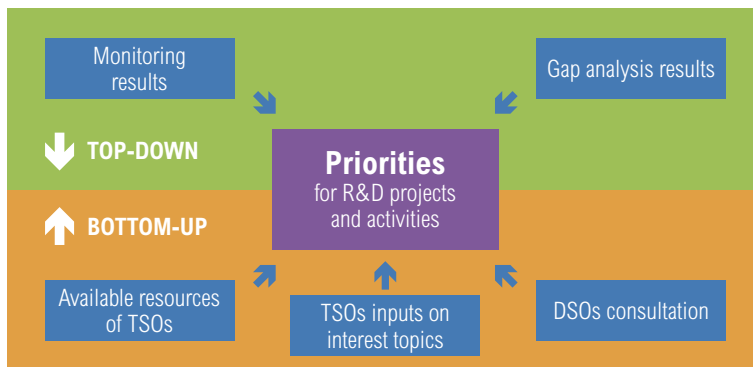 Monitoring
results
Gap analysis results
TOP-DOWN
Priorities
for R&D projects
and activities
BOTTOM-UP
Available resources
of TSOs
TSOs inputs on
interest topics
DSOs consultation